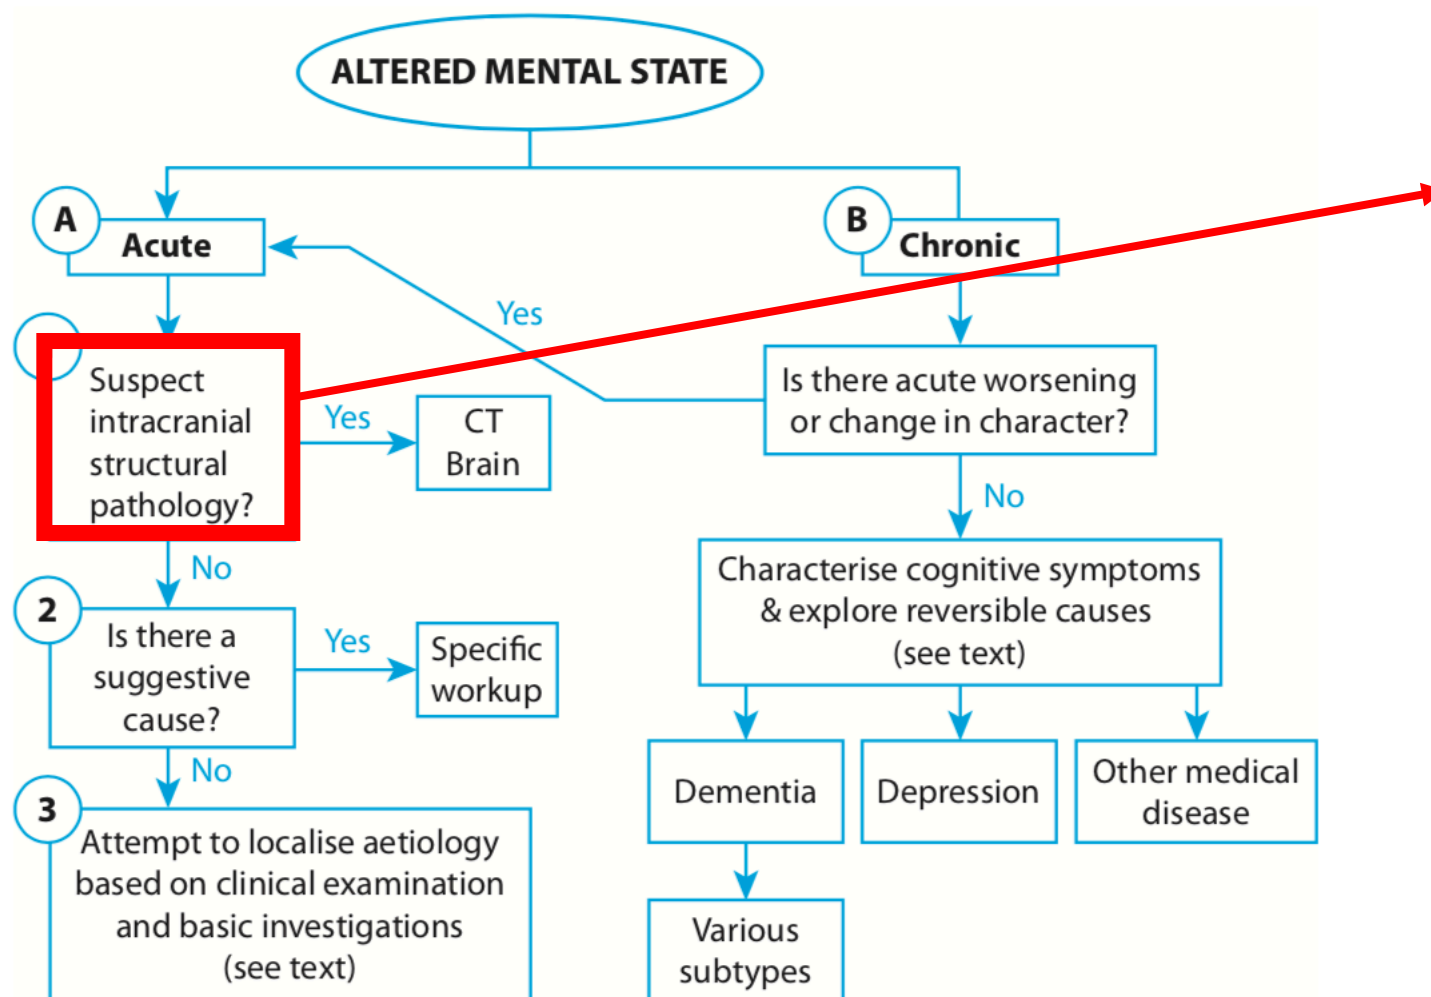 ALTERED MENTAL STATE
A
Acute
B
Chronic
Yes
Suspect
intracranial
structural
pathology?
Yes
CT
Brain
Is there acute worsening
or change in character?
No
No
2
Is there a
suggestive
cause?
Yes
Specific
workup
Characterise cognitive symptoms
& explore reversible causes
(see text)
No
3
Attempt to localise aetiology
based on clinical examination
and basic investigations
(see text)
Dementia
Depression
Other medical
disease
Various
subtypes